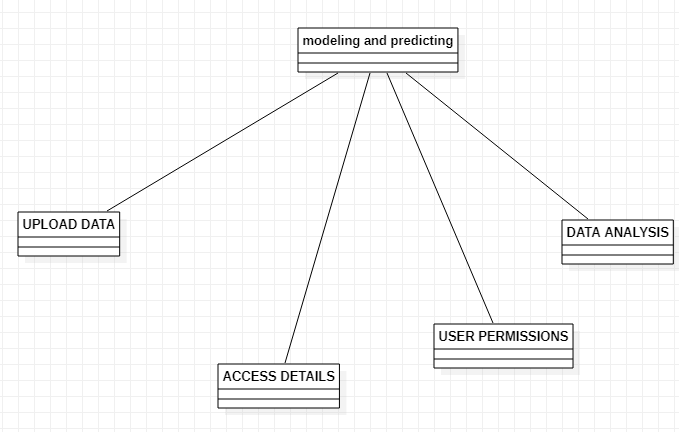 modeling and predicting
UPLOAD DATA
DATA ANALYSIS
USER PERMISSIONS
ACCESS DETAILS